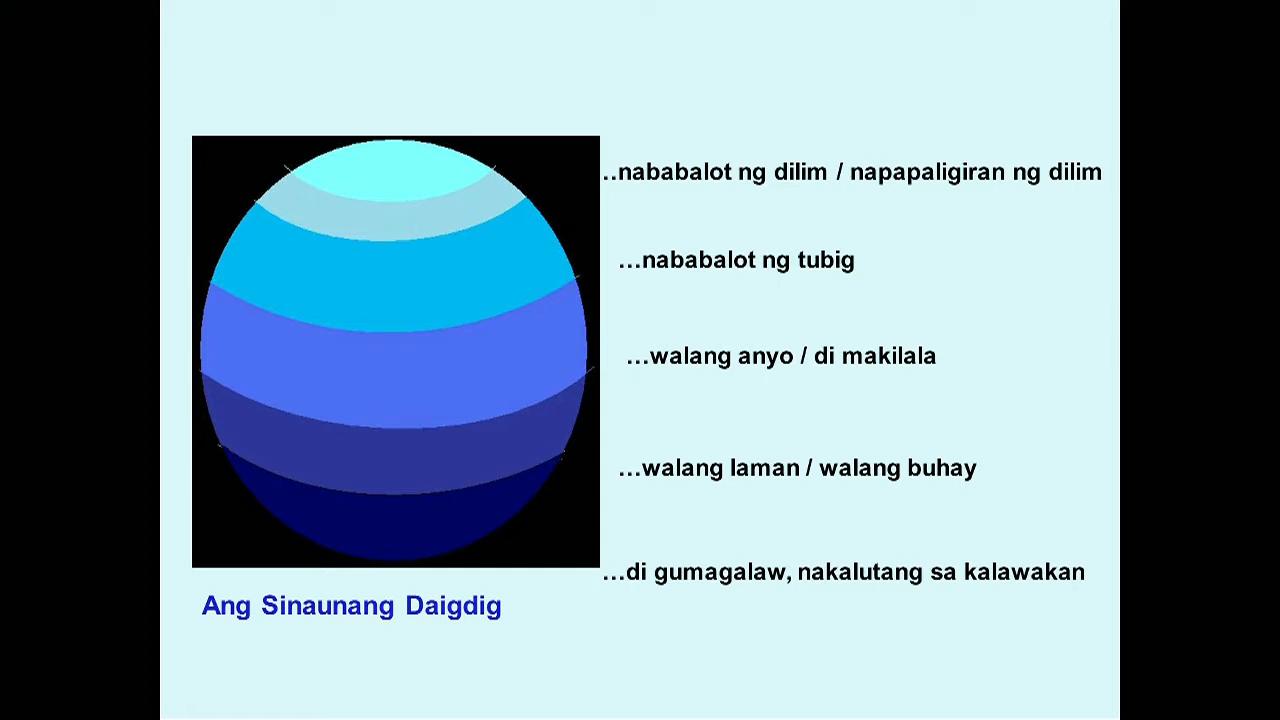 ..nababalot ng dilim / napapaligiran ng dilim
…nababalot ng tubig
…walang anyo / di makilala
…walang laman / walang buhay
…di gumagalaw, nakalutang sa kalawakan
Ang Sinaunang Daigdig